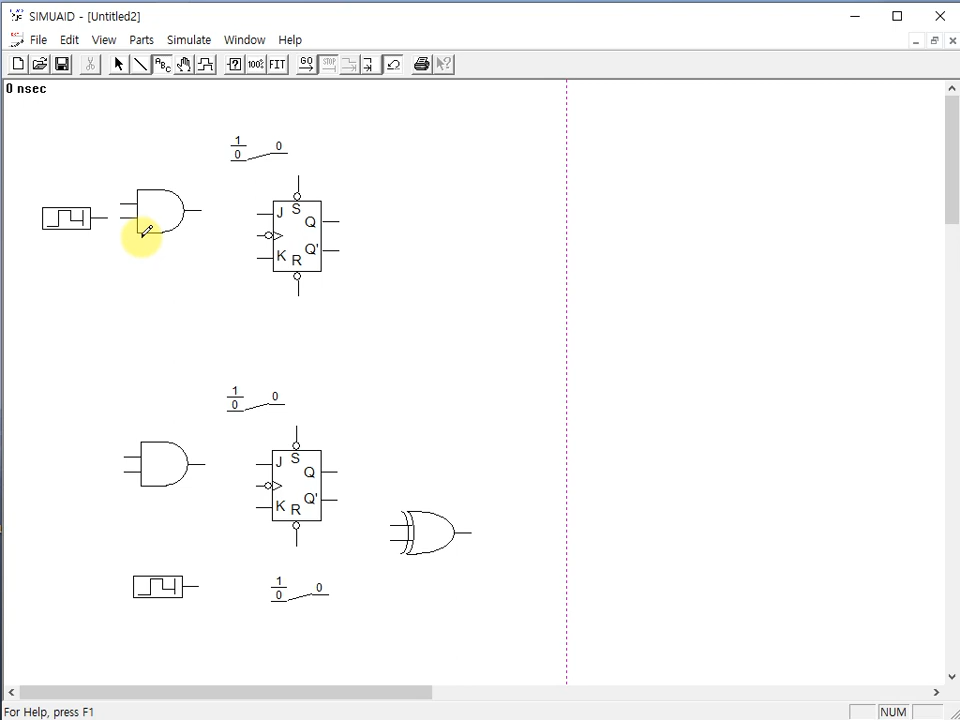 SIMUAID - [Untitled2]
File Edit View Parts Simulate Window Help
ABC ? 100% FIT GO STOP ?
0 nsec
1 0
0
J S Q
K R Q'
1 0
0
J S Q
K R Q'
1 0
0
For Help, press F1 NUM